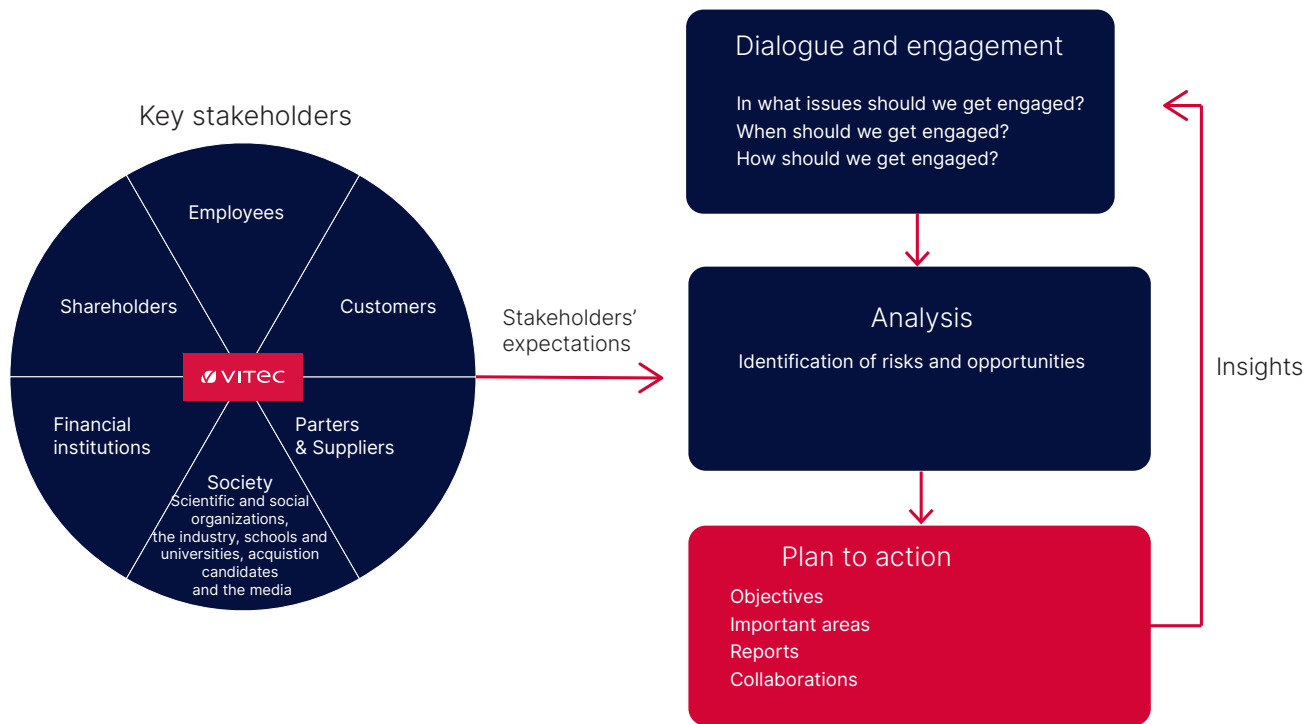 Key stakeholders
Employees
Shareholders
Customers
VITEC
Financial
institutions
Parters
& Suppliers
Society
Scientific and social
organizations,
the industry, schools and
universities, acquistion
candidates
and the media
Stakeholders’
expectations
Dialogue and engagement
In what issues should we get engaged?
When should we get engaged?
How should we get engaged?
Analysis
Identification of risks and opportunities
Plan to action
Objectives
Important areas
Reports
Collaborations
Insights